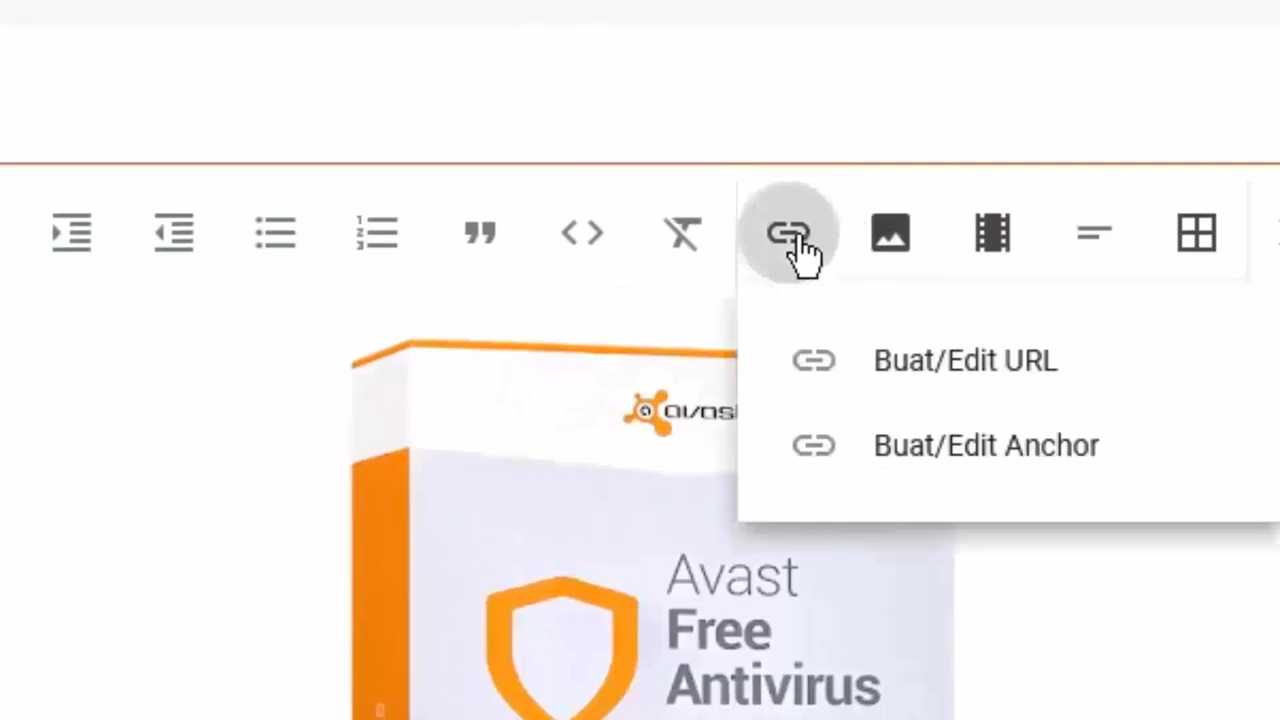 Buat/Edit URL
Buat/Edit Anchor
Avast
Free
Antivirus